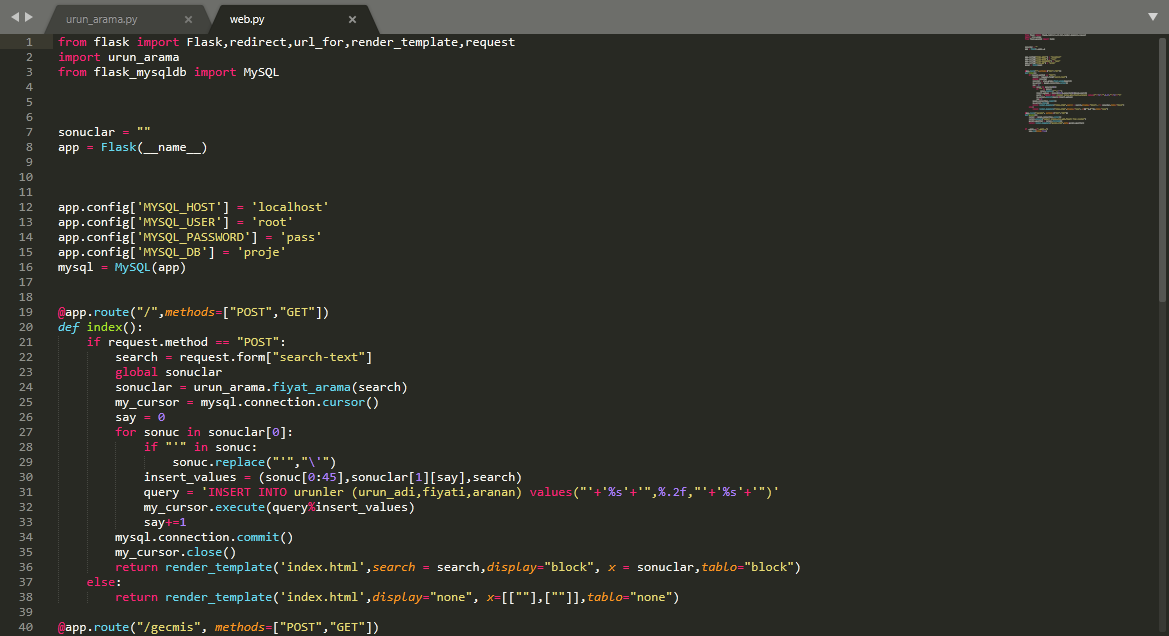 urun_arama.py × web.py ×
1 from flask import Flask,redirect,url_for,render_template,request
2 import urun_arama
3 from flask_mysqldb import MySQL
4
5
6
7 sonuclar = ""
8 app = Flask(__name__)
9
10
11
12 app.config['MYSQL_HOST'] = 'localhost'
13 app.config['MYSQL_USER'] = 'root'
14 app.config['MYSQL_PASSWORD'] = 'pass'
15 app.config['MYSQL_DB'] = 'proje'
16 mysql = MySQL(app)
17
18
19 @app.route("/",methods=["POST","GET"])
20 def index():
21     if request.method == "POST":
22         search = request.form["search-text"]
23         global sonuclar
24         sonuclar = urun_arama.fiyat_arama(search)
25         my_cursor = mysql.connection.cursor()
26         say = 0
27         for sonuc in sonuclar[0]:
28             if "'" in sonuc:
29                 sonuc.replace("'","\'")
30             insert_values = (sonuc[0:45],sonuclar[1][say],search)
31             query = 'INSERT INTO urunler (urun_adi,fiyati,aranan) values("'+'%s'+'",%.2f,"'+'%s'+'")'
32             my_cursor.execute(query%insert_values)
33             say+=1
34         mysql.connection.commit()
35         my_cursor.close()
36         return render_template('index.html',search = search,display="block", x = sonuclar,tablo="block")
37     else:
38         return render_template('index.html',display="none", x=[[""],[""]],tablo="none")
39
40 @app.route("/gecmis", methods=["POST","GET"])